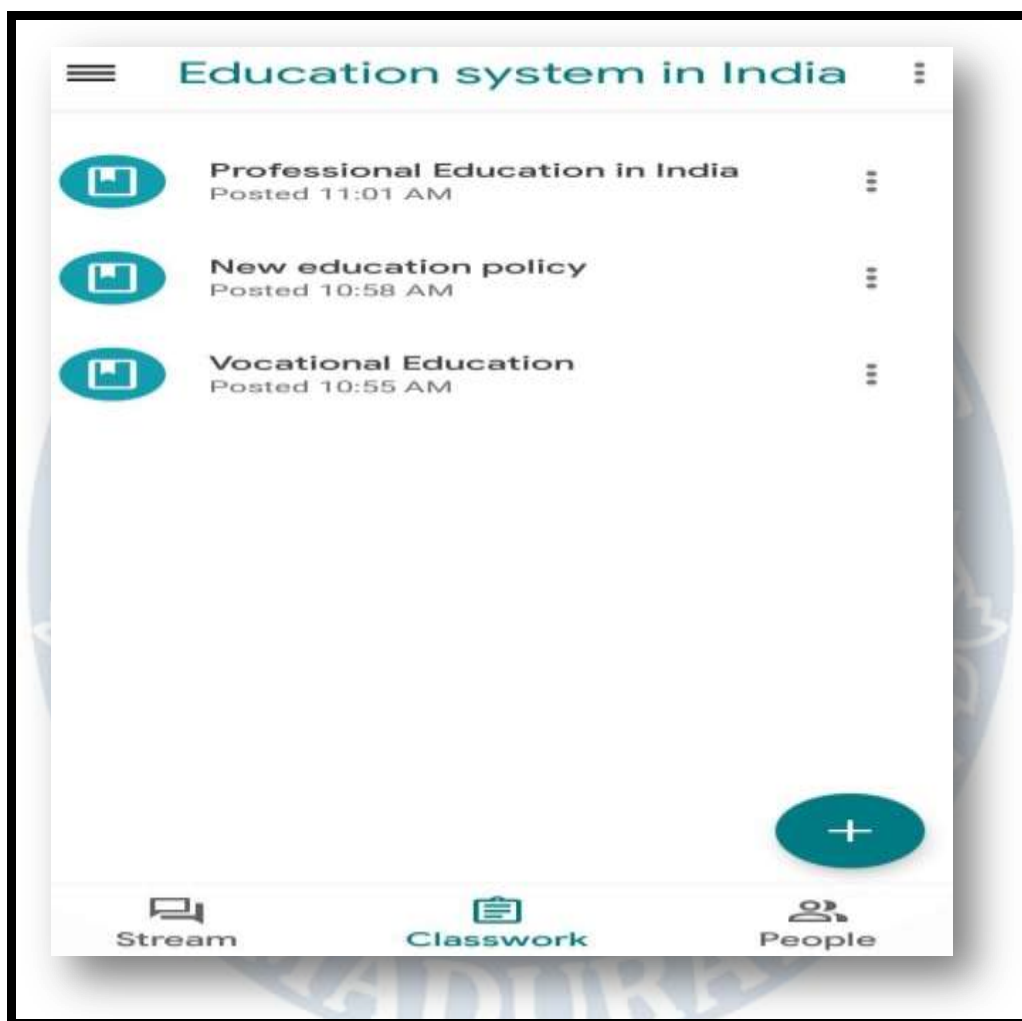 Education system in India
Professional Education in India
Posted 11:01 AM
New education policy
Posted 10:58 AM
Vocational Education
Posted 10:55 AM
Stream
Classwork
People
MADURA